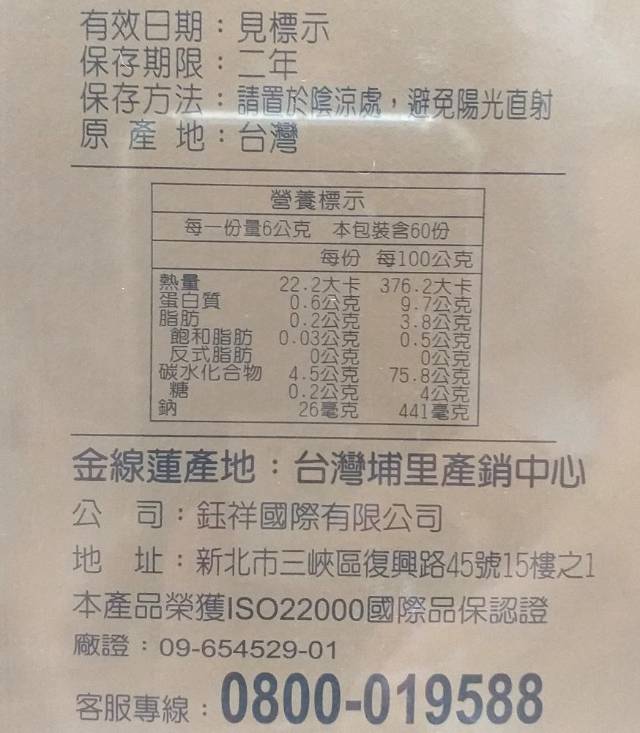 有效日期：見標示
保存期限：二年
保存方法：請置於陰涼處，避免陽光直射
原 產 地：台灣
營養標示
每一份量6公克 本包裝含60份
每份 每100公克
熱量 22.2大卡 376.2大卡
蛋白質 0.6公克 9.7公克
脂肪 0.2公克 3.8公克
飽和脂肪 0.03公克 0.5公克
反式脂肪 0公克 0公克
碳水化合物 4.5公克 75.8公克
糖 0.2公克 4公克
鈉 26毫克 441毫克
金線蓮產地：台灣埔里產銷中心
公 司：鈺祥國際有限公司
地 址：新北市三峽區復興路45號15樓之1
本產品榮獲ISO22000國際品保認證
廠證：09-654529-01
客服專線：0800-019588